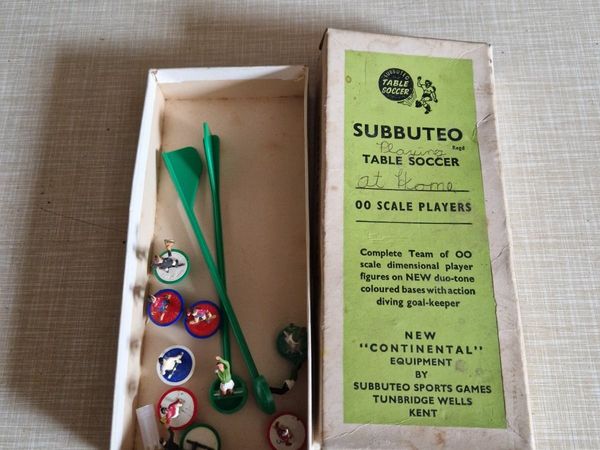 SUBBUTEO
TABLE
SOCCER
SUBBUTEO Regd
Playing
TABLE SOCCER
at Home
OO SCALE PLAYERS
Complete Team of OO
scale dimensional player
figures on NEW duo-tone
coloured bases with action
diving goal-keeper
NEW
"CONTINENTAL"
EQUIPMENT
BY
SUBBUTEO SPORTS GAMES
TUNBRIDGE WELLS
KENT